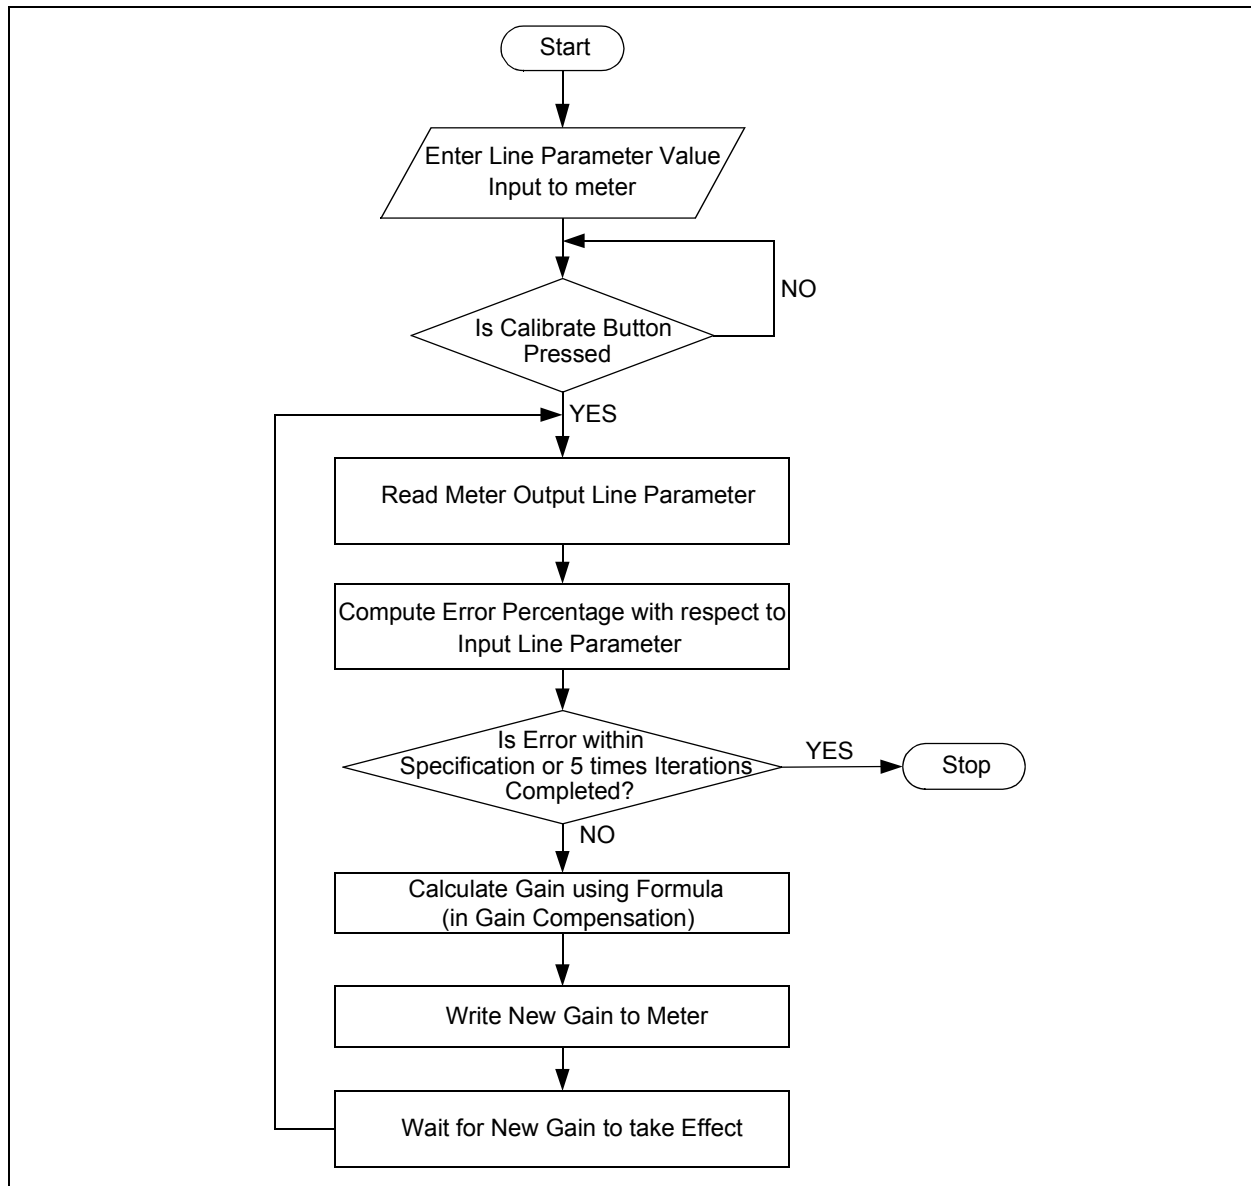 Start
Enter Line Parameter Value
Input to meter
NO
Is Calibrate Button
Pressed
YES
Read Meter Output Line Parameter
Compute Error Percentage with respect to
Input Line Parameter
Is Error within
Specification or 5 times Iterations
Completed?
YES
Stop
NO
Calculate Gain using Formula
(in Gain Compensation)
Write New Gain to Meter
Wait for New Gain to take Effect